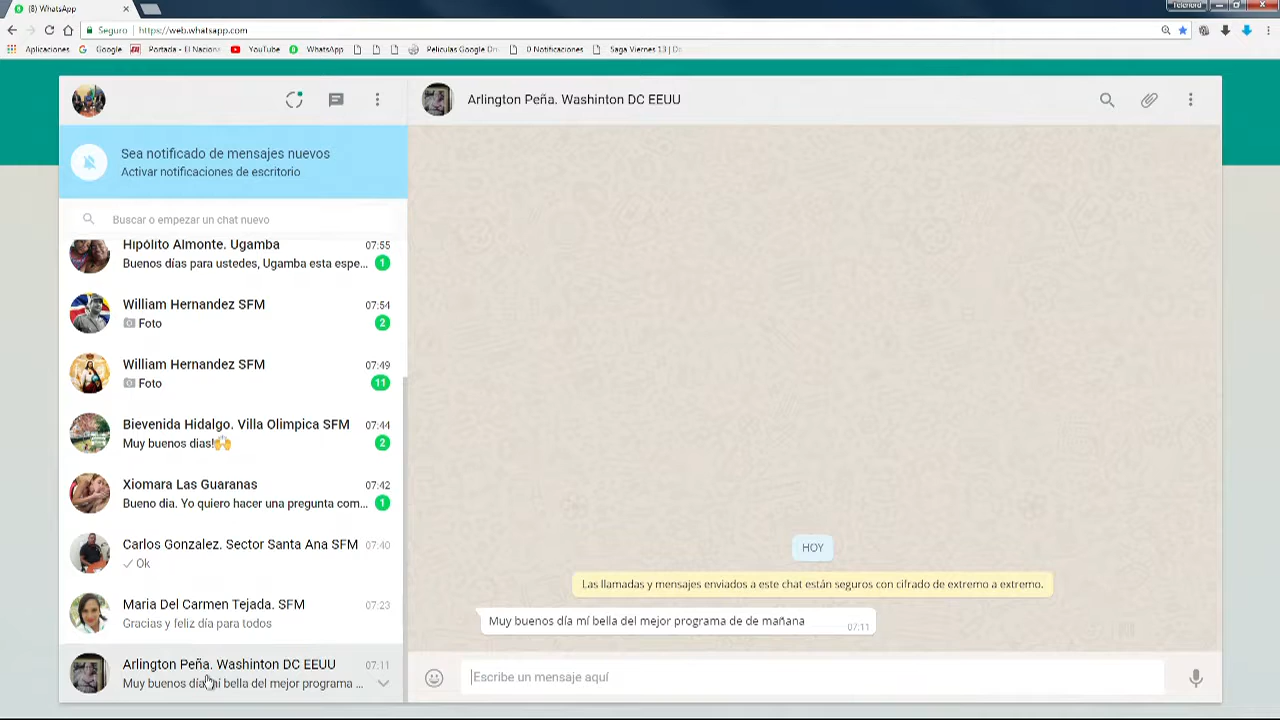 (8) WhatsApp
Telenord
Seguro
https://web.whatsapp.com
Aplicaciones
Google
Portada - El Nacion
YouTube
WhatsApp
Peliculas Google Dri
0 Notificaciones
Saga Viernes 13 | De
Arlington Peña. Washinton DC EEUU
Sea notificado de mensajes nuevos
Activar notificaciones de escritorio
Buscar o empezar un chat nuevo
Hipólito Almonte. Ugamba 07:55
Buenos días para ustedes, Ugamba esta espe... 1
William Hernandez SFM 07:54
Foto 2
William Hernandez SFM 07:49
Foto 11
Bievenida Hidalgo. Villa Olimpica SFM 07:44
Muy buenos dias!🙌 2
Xiomara Las Guaranas 07:42
Bueno dia. Yo quiero hacer una pregunta com... 1
Carlos Gonzalez. Sector Santa Ana SFM 07:40
Ok
Maria Del Carmen Tejada. SFM 07:23
Gracias y feliz día para todos
Arlington Peña. Washinton DC EEUU 07:11
Muy buenos día mí bella del mejor programa ...
HOY
Las llamadas y mensajes enviados a este chat están seguros con cifrado de extremo a extremo.
Muy buenos día mí bella del mejor programa de de mañana 07:11
Escribe un mensaje aquí